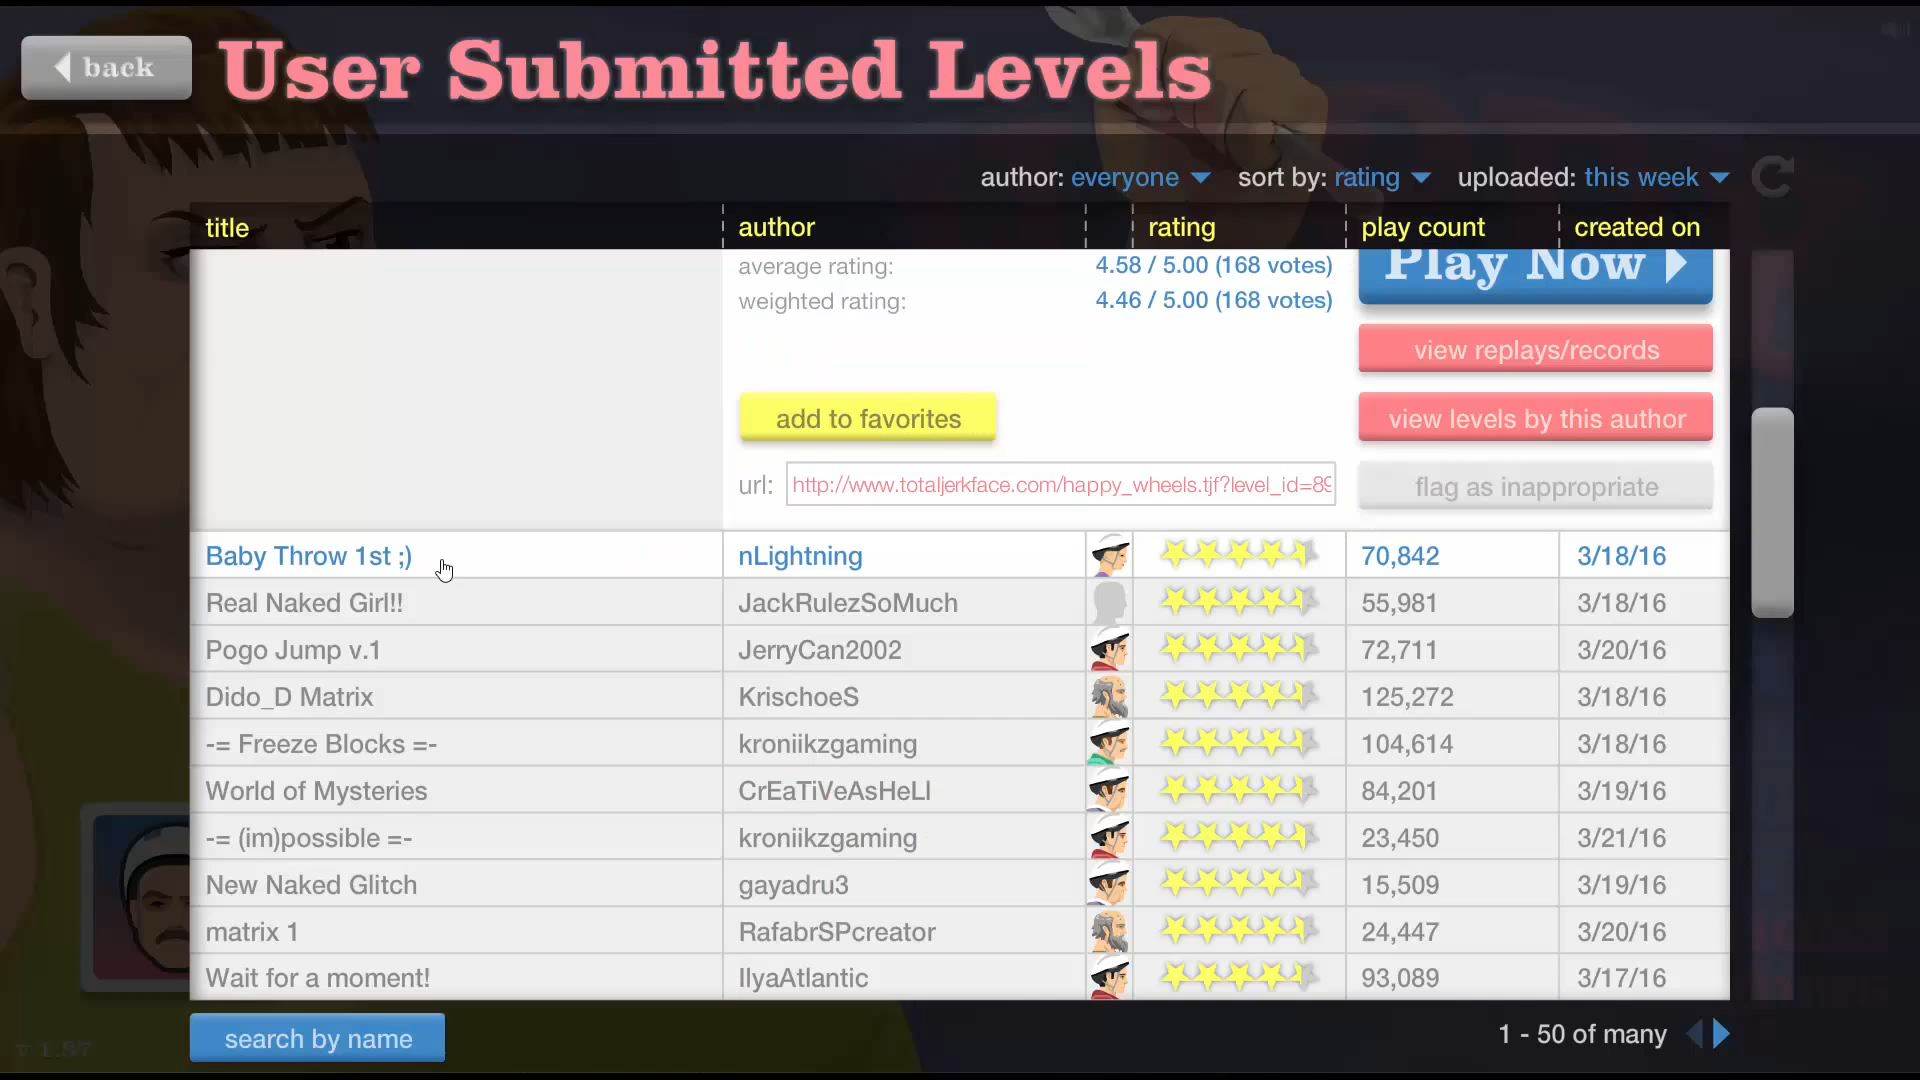 back
User Submitted Levels
author: everyone sort by: rating uploaded: this week
title author rating play count created on
average rating: 4.58 / 5.00 (168 votes)
Play Now
weighted rating: 4.46 / 5.00 (168 votes)
view replays/records
add to favorites
view levels by this author
url: http://www.totaljerkface.com/happy_wheels.tjf?level_id=89
flag as inappropriate
Baby Throw 1st ;) nLightning 70,842 3/18/16
Real Naked Girl!! JackRulezSoMuch 55,981 3/18/16
Pogo Jump v.1 JerryCan2002 72,711 3/20/16
Dido_D Matrix KrischoeS 125,272 3/18/16
-= Freeze Blocks =- kroniikzgaming 104,614 3/18/16
World of Mysteries CrEaTiVeAsHeLl 84,201 3/19/16
-= (im)possible =- kroniikzgaming 23,450 3/21/16
New Naked Glitch gayadru3 15,509 3/19/16
matrix 1 RafabrSPcreator 24,447 3/20/16
Wait for a moment! IlyaAtlantic 93,089 3/17/16
search by name
1 - 50 of many
v 1.87